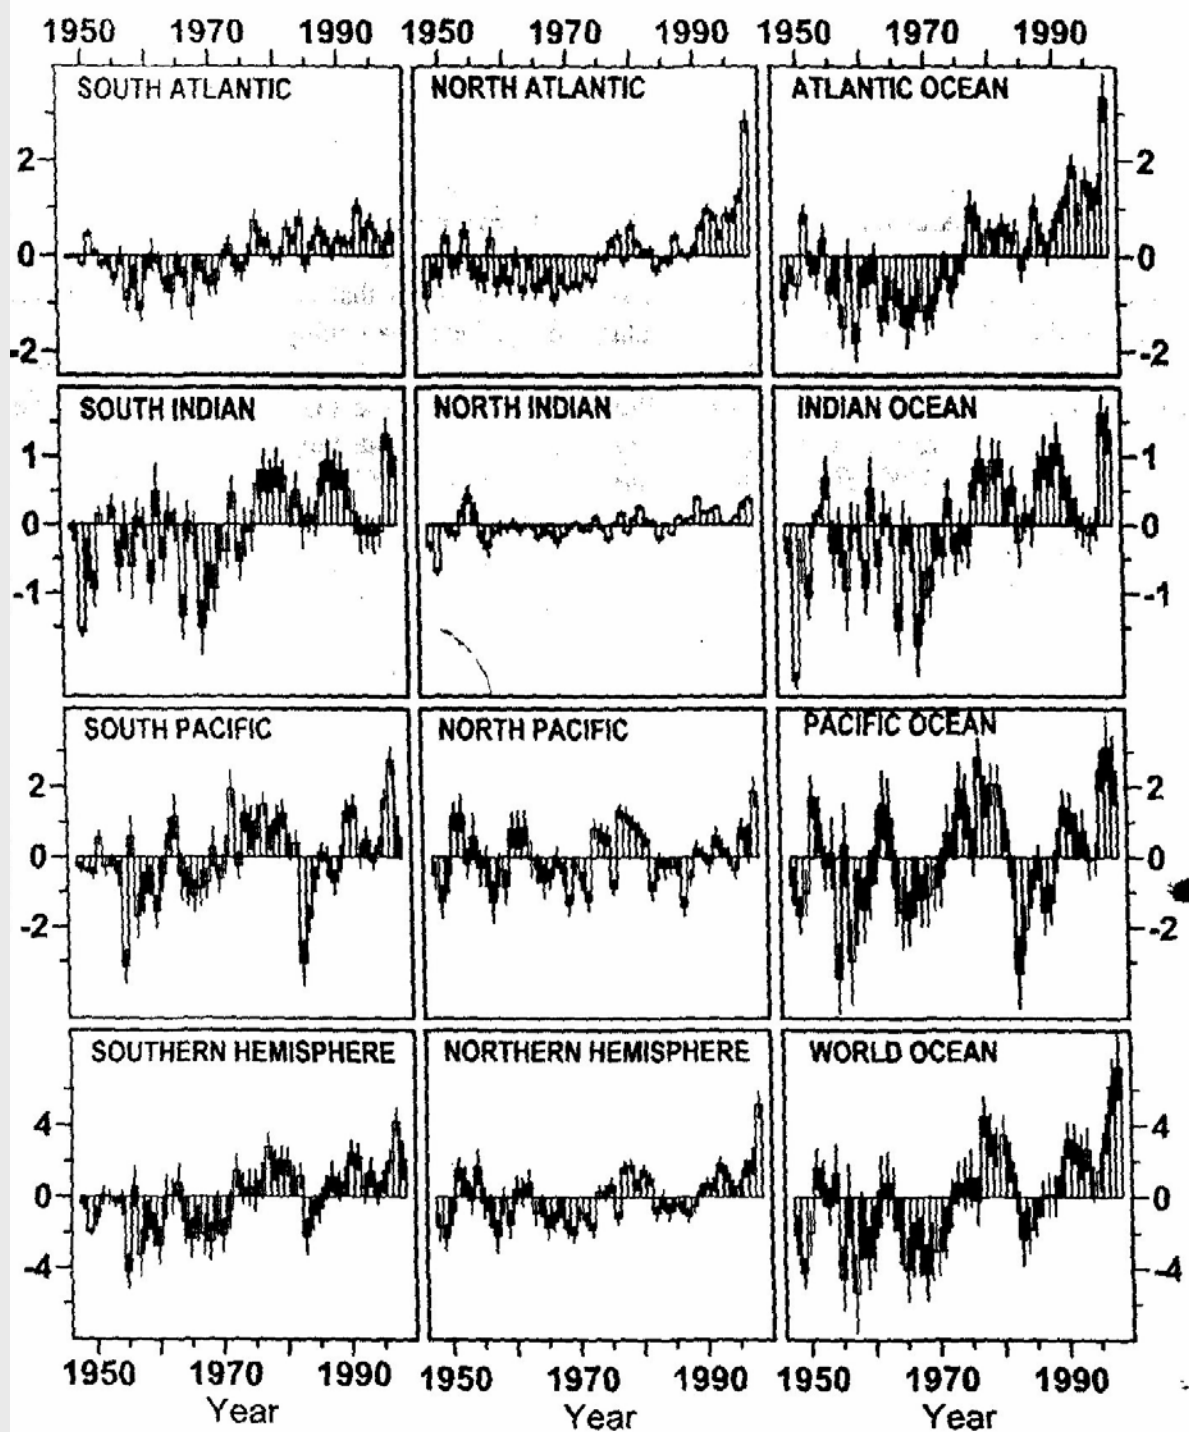 1950 1970 1990 1950 1970 1990 1950 1970 1990
SOUTH ATLANTIC NORTH ATLANTIC ATLANTIC OCEAN
2 2
0 0
-2 -2
SOUTH INDIAN NORTH INDIAN INDIAN OCEAN
1 1
0 0
-1 -1
SOUTH PACIFIC NORTH PACIFIC PACIFIC OCEAN
2 2
0 0
-2 -2
SOUTHERN HEMISPHERE NORTHERN HEMISPHERE WORLD OCEAN
4 4
0 0
-4 -4
1950 1970 1990 1950 1970 1990 1950 1970 1990
Year Year Year